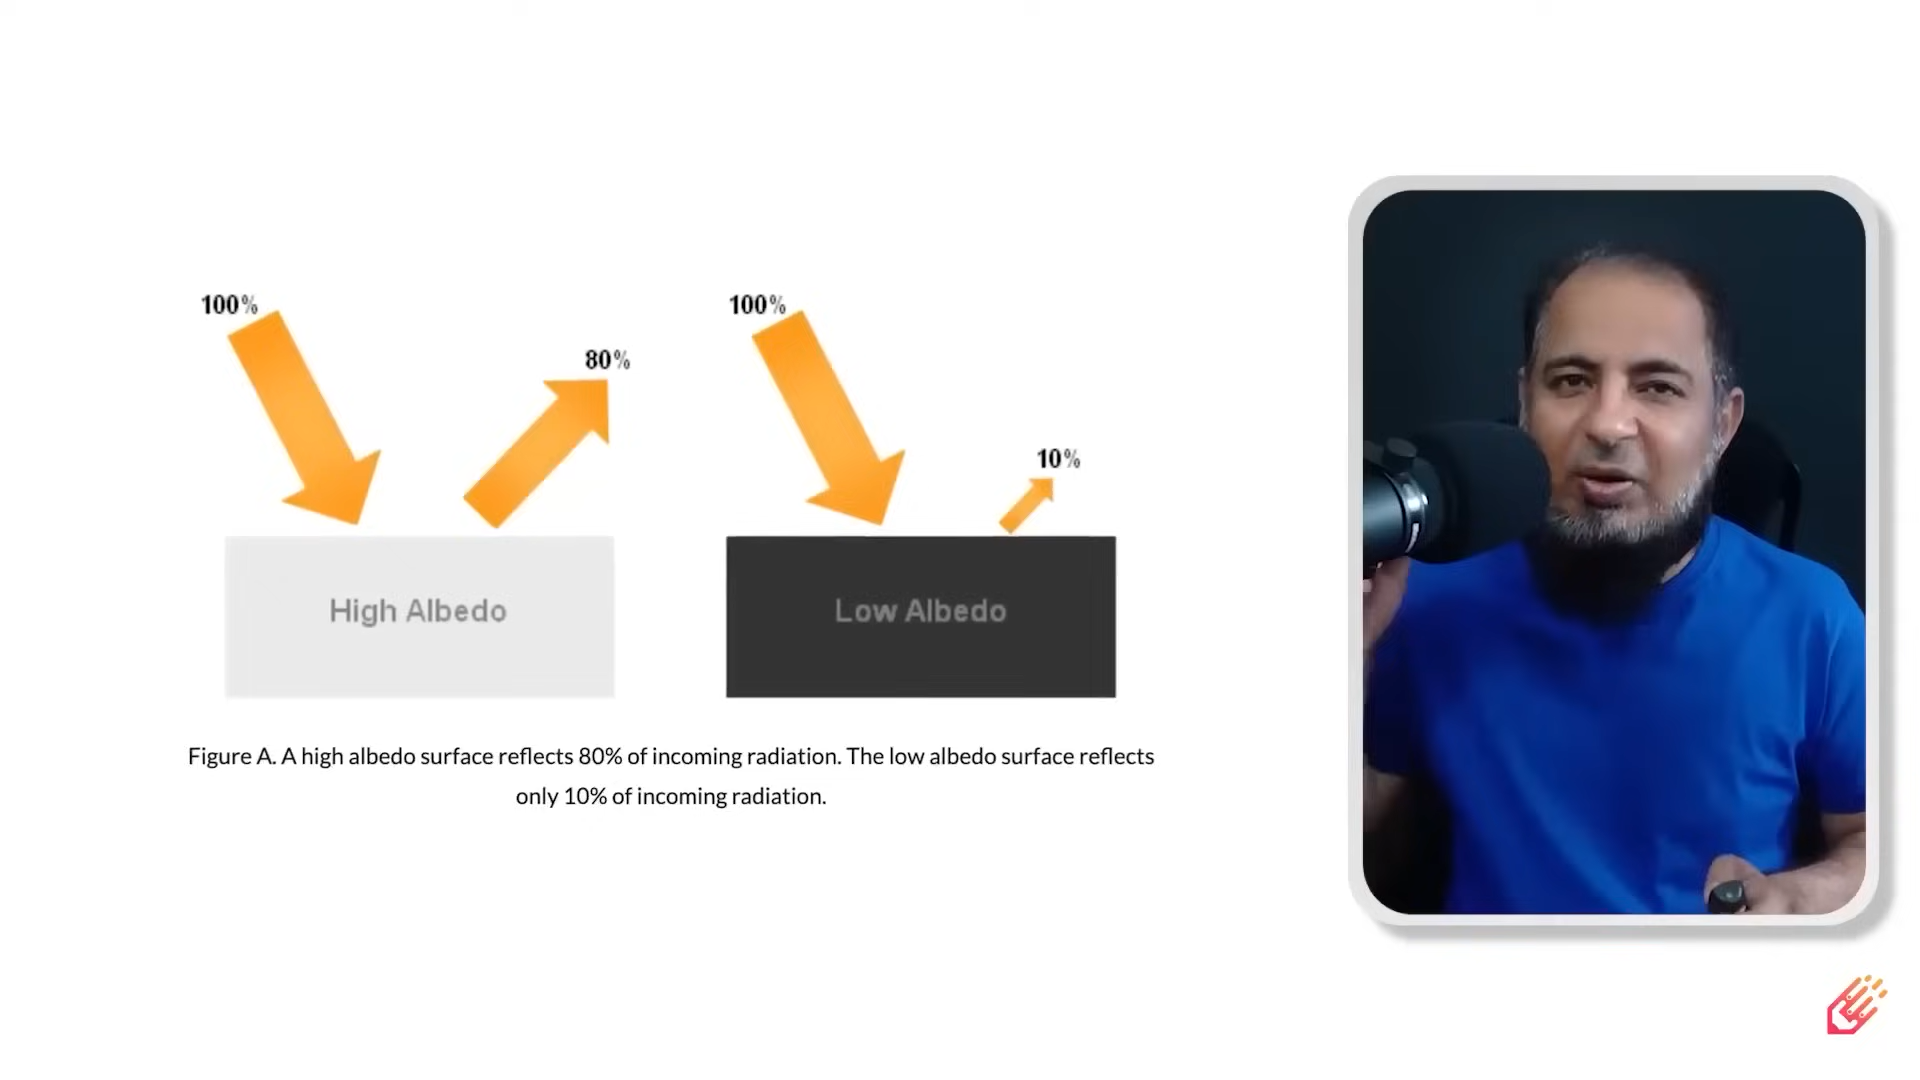 100%
80%
100%
10%
High Albedo
Low Albedo
Figure A. A high albedo surface reflects 80% of incoming radiation. The low albedo surface reflects
only 10% of incoming radiation.